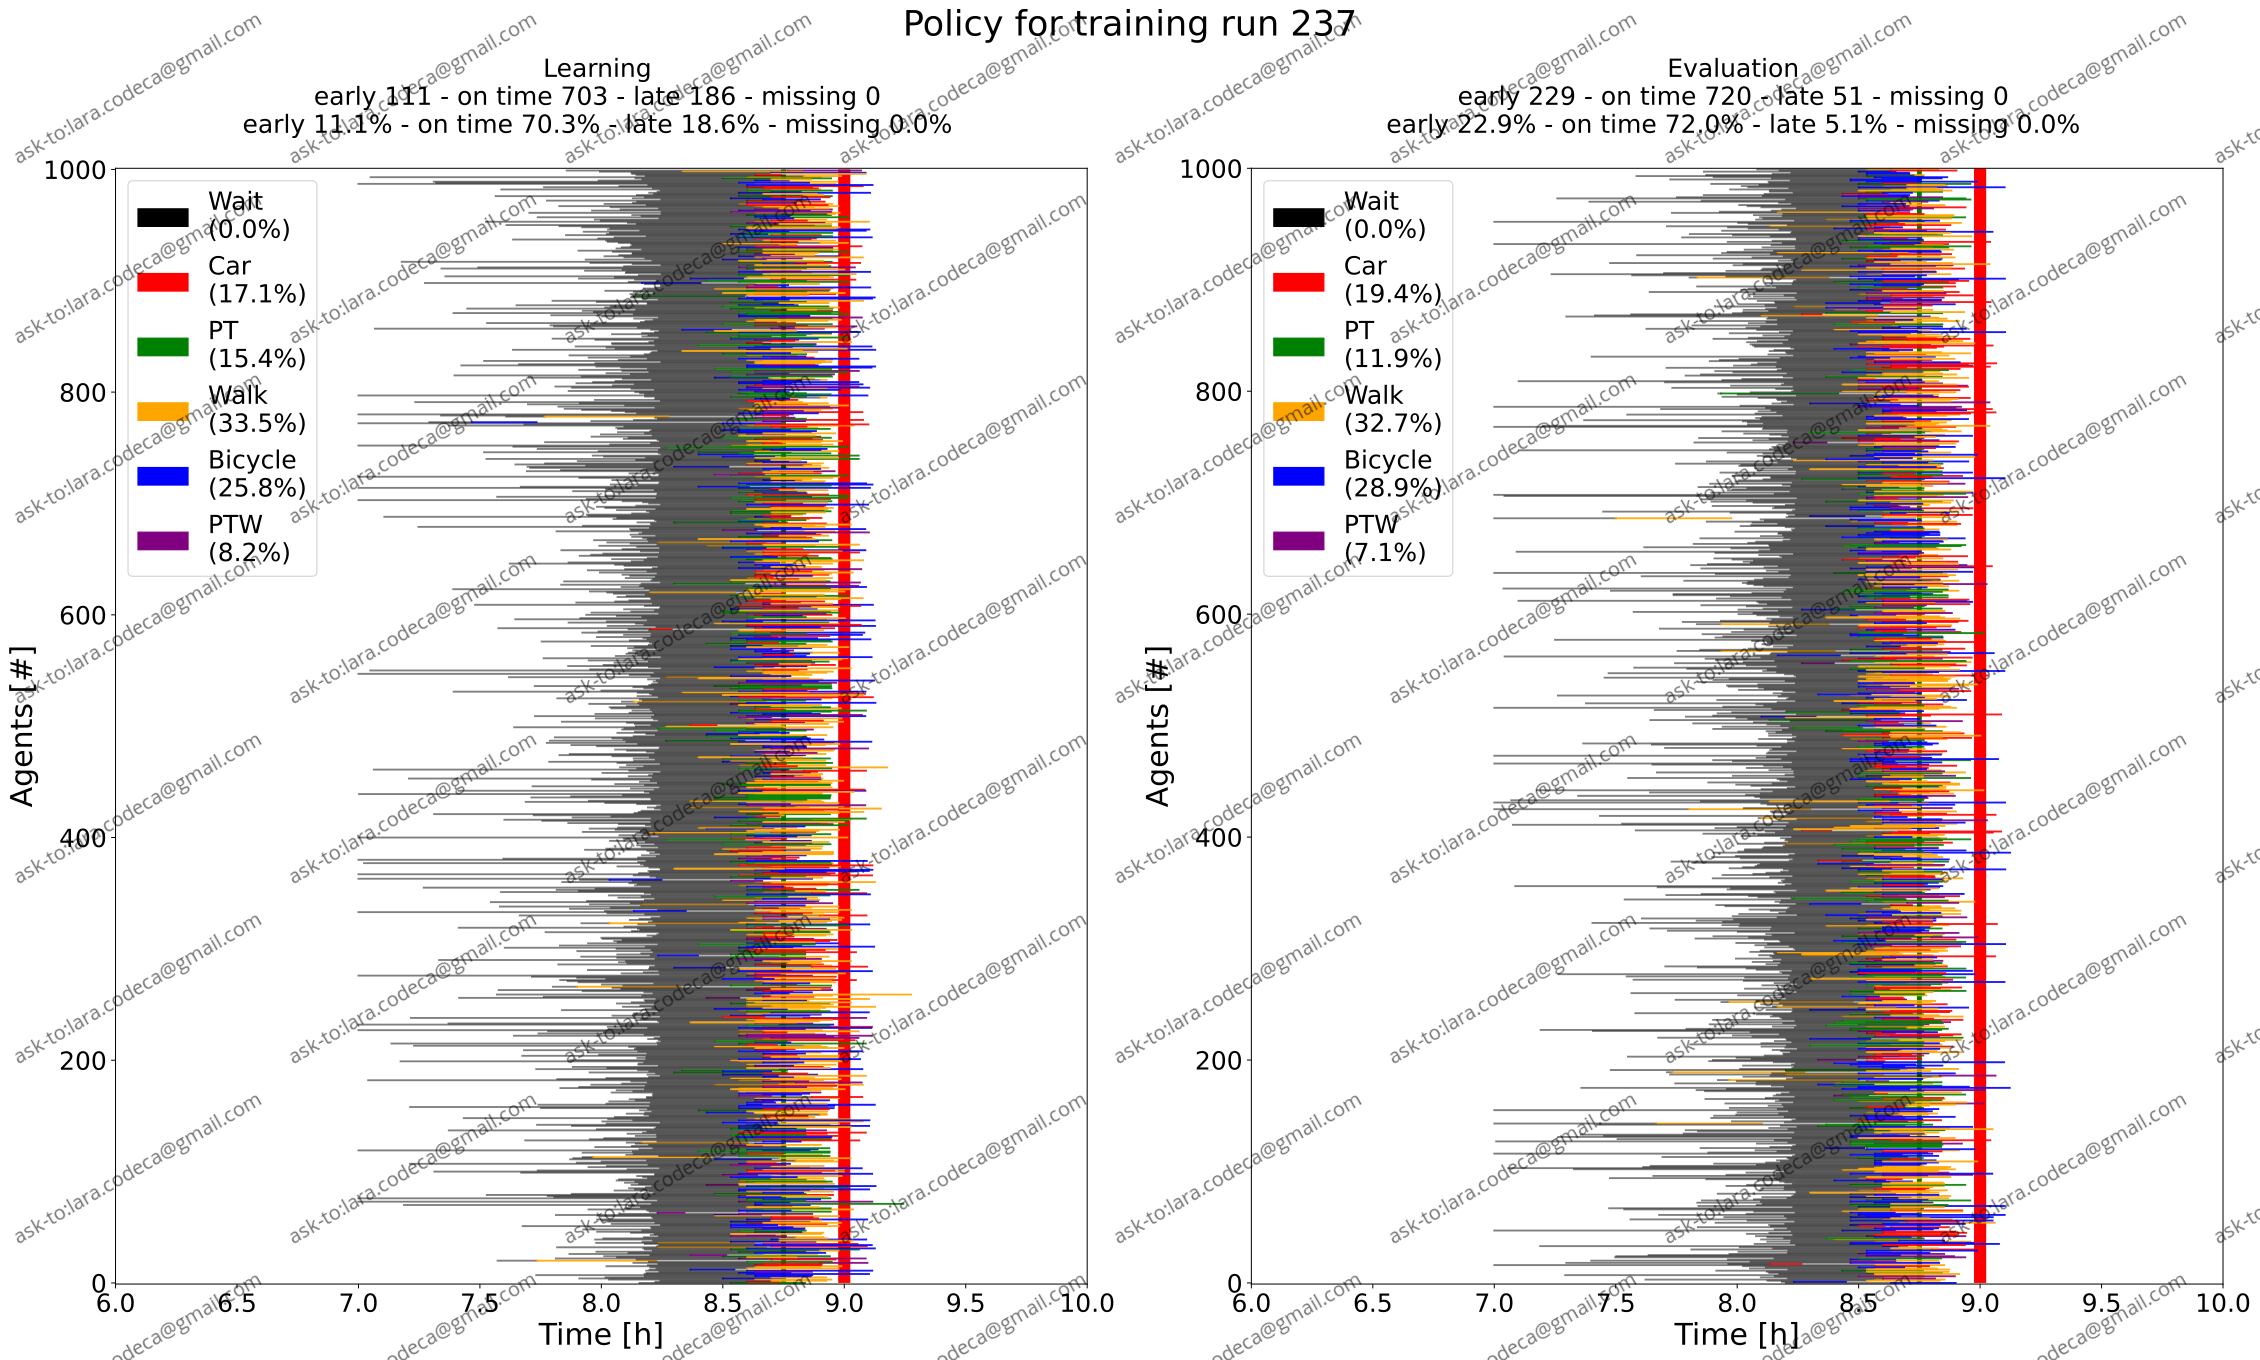 Policy for training run 237
Learning
early 111 - on time 703 - late 186 - missing 0
early 11.1% - on time 70.3% - late 18.6% - missing 0.0%
1000
800
600
400
200
0
Agents [#]
Wait
(0.0%)
Car
(17.1%)
PT
(15.4%)
Walk
(33.5%)
Bicycle
(25.8%)
PTW
(8.2%)
6.0 6.5 7.0 7.5 8.0 8.5 9.0 9.5 10.0
Time [h]
Evaluation
early 229 - on time 720 - late 51 - missing 0
early 22.9% - on time 72.0% - late 5.1% - missing 0.0%
1000
800
600
400
200
0
Agents [#]
Wait
(0.0%)
Car
(19.4%)
PT
(11.9%)
Walk
(32.7%)
Bicycle
(28.9%)
PTW
(7.1%)
6.0 6.5 7.0 7.5 8.0 8.5 9.0 9.5 10.0
Time [h]
ask-to:lara.codeca@gmail.com